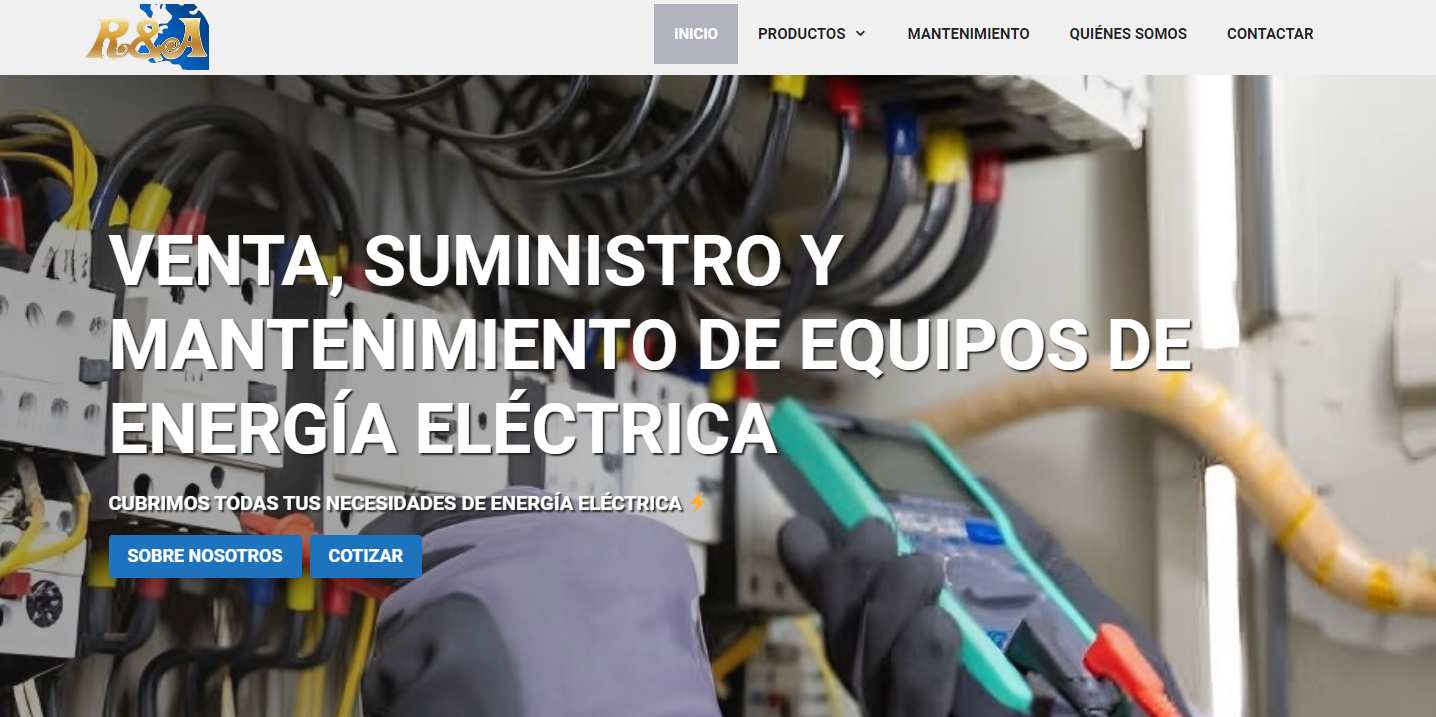 R&A
INICIO
PRODUCTOS
MANTENIMIENTO
QUIÉNES SOMOS
CONTACTAR
VENTA, SUMINISTRO Y
MANTENIMIENTO DE EQUIPOS DE
ENERGÍA ELÉCTRICA
CUBRIMOS TODAS TUS NECESIDADES DE ENERGÍA ELÉCTRICA ⚡
SOBRE NOSOTROS
COTIZAR